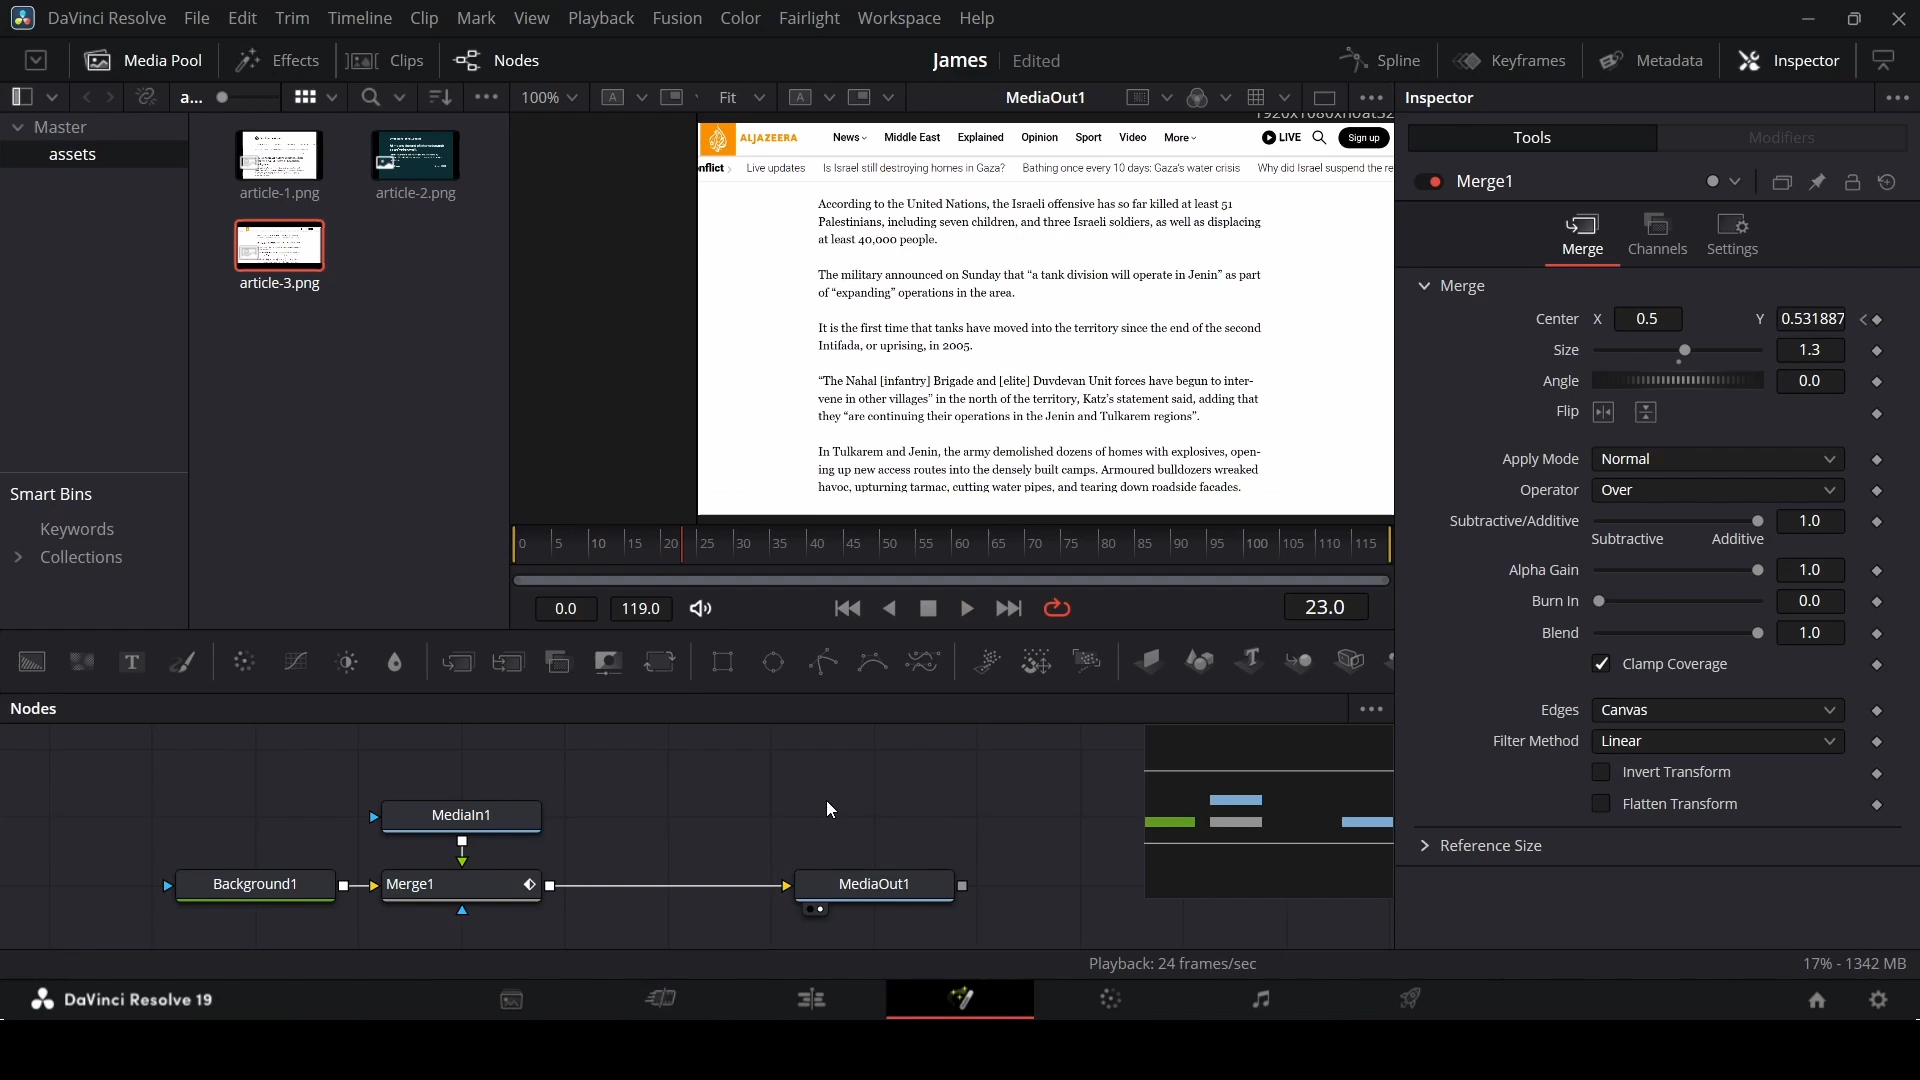 DaVinci Resolve File Edit Trim Timeline Clip Mark View Playback Fusion Color Fairlight Workspace Help
Media Pool Effects Clips Nodes James Edited Spline Keyframes Metadata Inspector
a... 100% A Fit A MediaOut1 Inspector
Master
assets
article-1.png
article-2.png
article-3.png
Smart Bins
Keywords
Collections
ALJAZEERA News Middle East Explained Opinion Sport Video More LIVE Sign up
nflict Live updates Is Israel still destroying homes in Gaza? Bathing once every 10 days: Gaza's water crisis Why did Israel suspend the re
According to the United Nations, the Israeli offensive has so far killed at least 51
Palestinians, including seven children, and three Israeli soldiers, as well as displacing
at least 40,000 people.
The military announced on Sunday that “a tank division will operate in Jenin” as part
of “expanding” operations in the area.
It is the first time that tanks have moved into the territory since the end of the second
Intifada, or uprising, in 2005.
“The Nahal [infantry] Brigade and [elite] Duvdevan Unit forces have begun to inter-
vene in other villages” in the north of the territory, Katz’s statement said, adding that
they “are continuing their operations in the Jenin and Tulkarem regions”.
In Tulkarem and Jenin, the army demolished dozens of homes with explosives, open-
ing up new access routes into the densely built camps. Armoured bulldozers wreaked
havoc, upturning tarmac, cutting water pipes, and tearing down roadside facades.
0 5 10 15 20 25 30 35 40 45 50 55 60 65 70 75 80 85 90 95 100 105 110 115
0.0 119.0 23.0
T T
Tools Modifiers
Merge1
Merge Channels Settings
Merge
Center X 0.5 Y 0.531887
Size 1.3
Angle 0.0
Flip
Apply Mode Normal
Operator Over
Subtractive/Additive 1.0
Subtractive Additive
Alpha Gain 1.0
Burn In 0.0
Blend 1.0
Clamp Coverage
Edges Canvas
Filter Method Linear
Invert Transform
Flatten Transform
Reference Size
Nodes
MediaIn1
Background1 Merge1 MediaOut1
Playback: 24 frames/sec 17% - 1342 MB
DaVinci Resolve 19